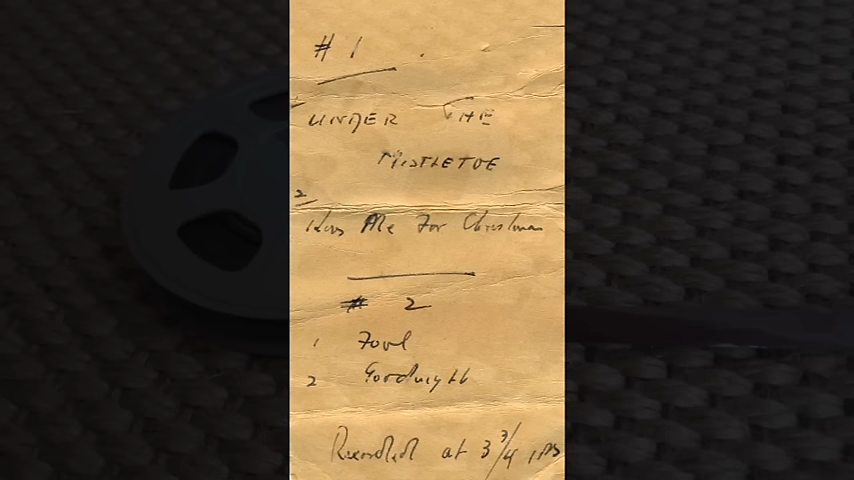 # 1
1
UNDER THE
MISTLETOE
2
Kiss Me For Christmas
# 2
1 Fool
2 Goodnight
Recorded at 3 3/4 IPS